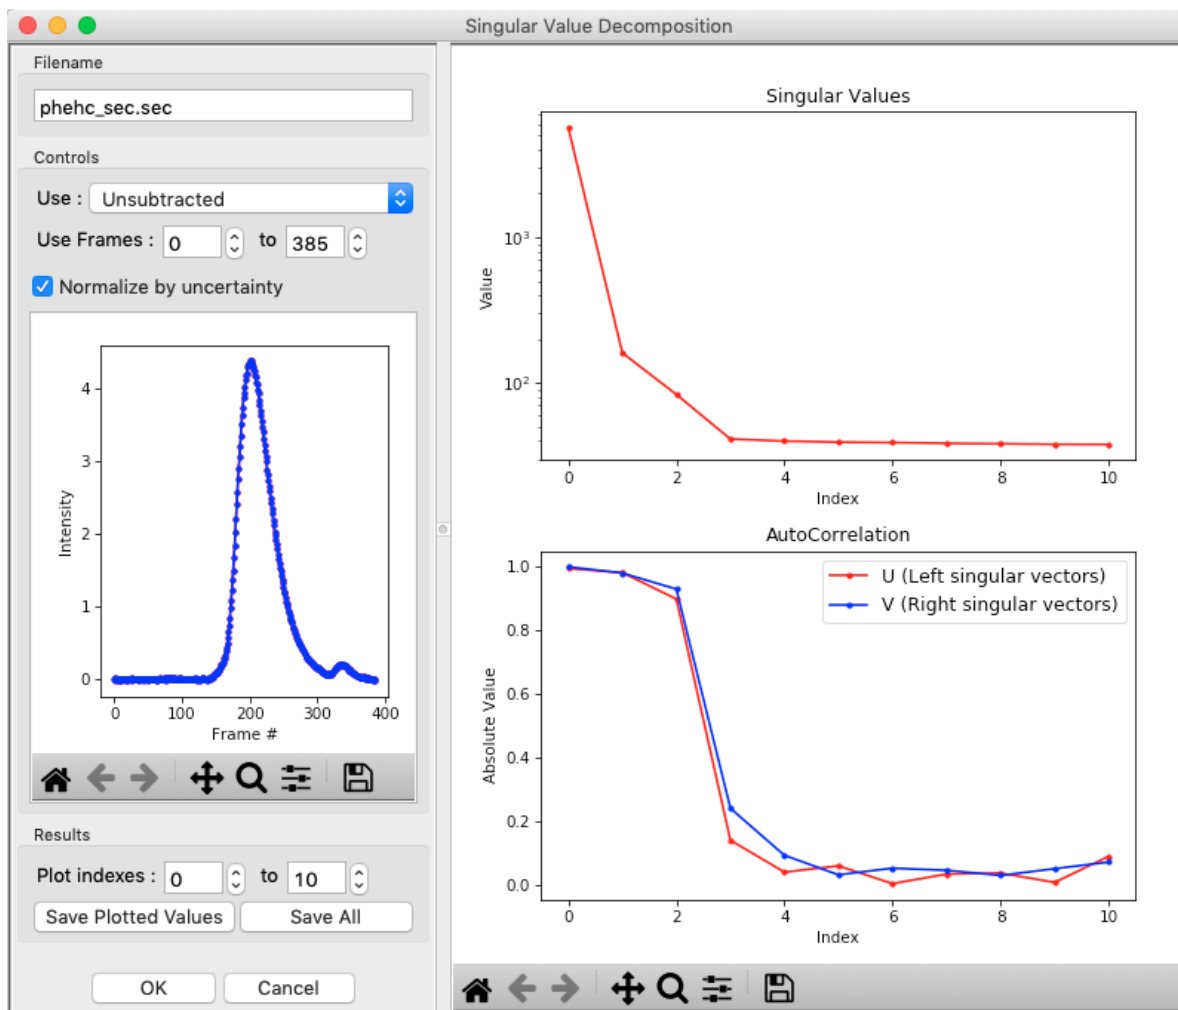 Singular Value Decomposition
Filename
phehc_sec.sec
Controls
Use : Unsubtracted
Use Frames : 0 to 385
Normalize by uncertainty
4
3
2
1
0
Intensity
0 100 200 300 400
Frame #
Results
Plot indexes : 0 to 10
Save Plotted Values Save All
OK Cancel
Singular Values
10³
10²
Value
0 2 4 6 8 10
Index
AutoCorrelation
U (Left singular vectors)
V (Right singular vectors)
1.0
0.8
0.6
0.4
0.2
0.0
Absolute Value
0 2 4 6 8 10
Index